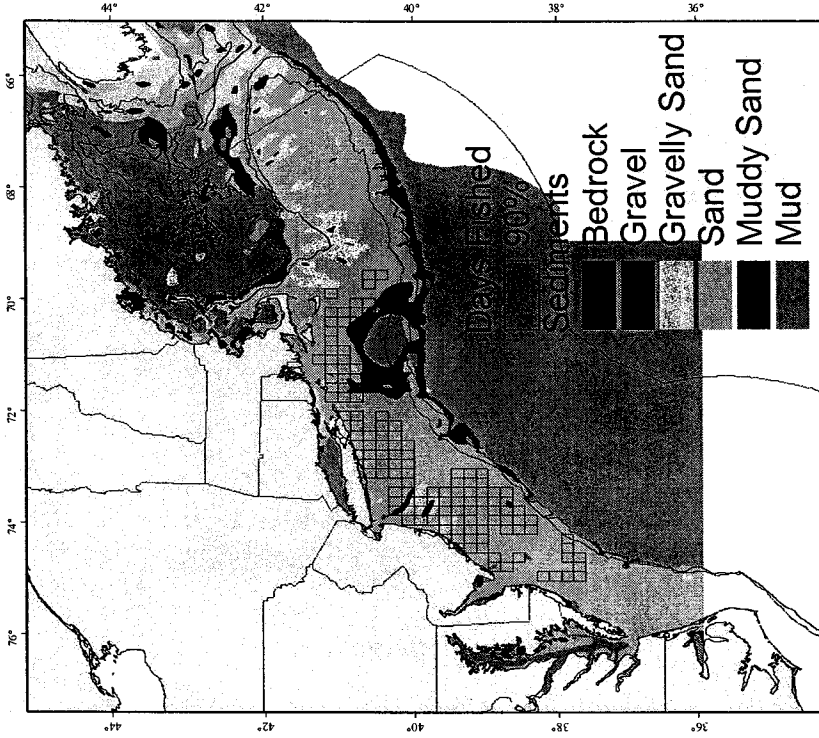 44°
42°
40°
38°
36°
66°
68°
70°
72°
74°
76°
Days Fished
90%
Sediments
Bedrock
Gravel
Gravelly Sand
Sand
Muddy Sand
Mud
44°
42°
40°
38°
36°